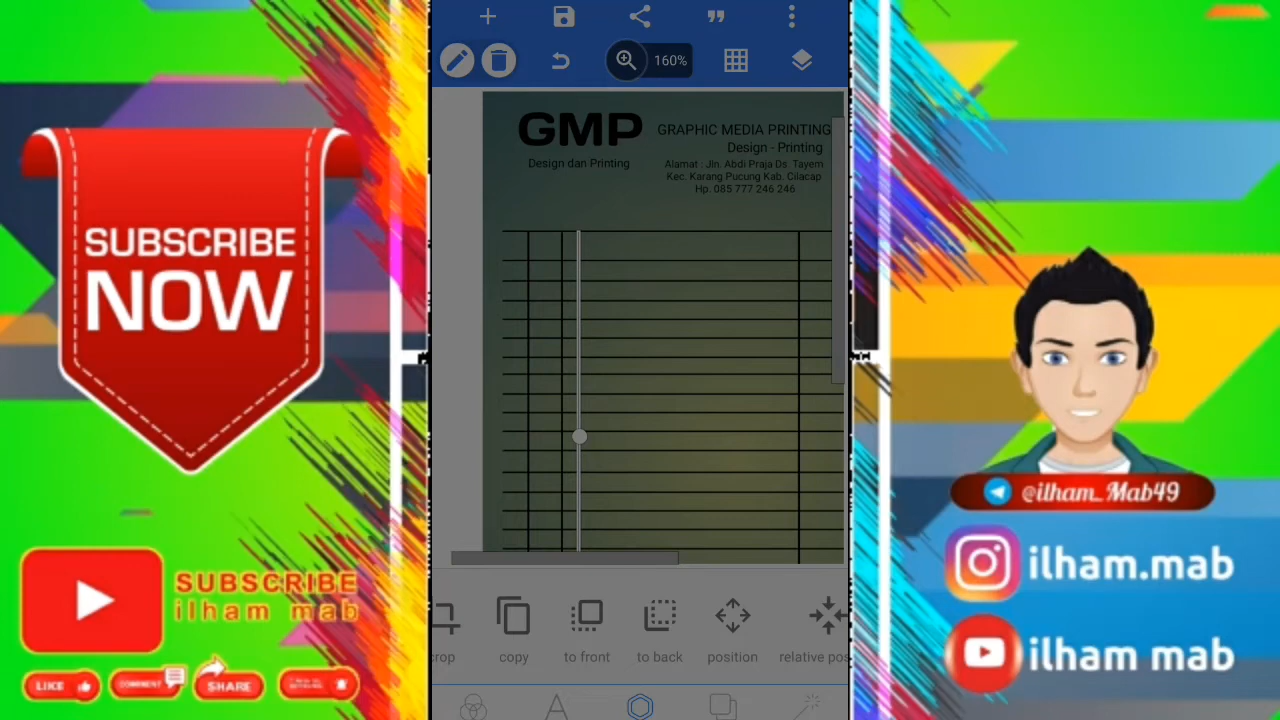 SUBSCRIBE
NOW
SUBSCRIBE
ilham mab
LIKE
COMMENT
SHARE
160%
GMP
Design dan Printing
GRAPHIC MEDIA PRINTING
Design - Printing
Alamat : Jln. Abdi Praja Ds. Tayem
Kec. Karang Pucung Kab. Cilacap
Hp. 085 777 246 246
rop
copy
to front
to back
position
relative pos
@ilham_Mab49
ilham.mab
ilham mab